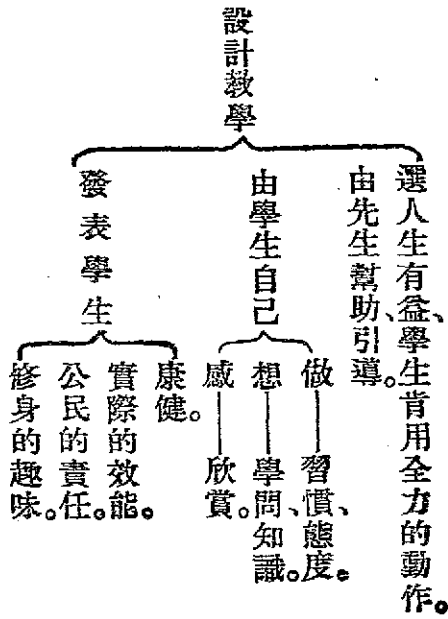 設計教學
選人生有益、學生肯用全力的動作。
由先生幫助、引導。
由學生自己
做——習慣、態度。
想——學問、知識。
感——欣賞。
發表學生
康健。
實際的效能。
公民的責任。
修身的趣味。